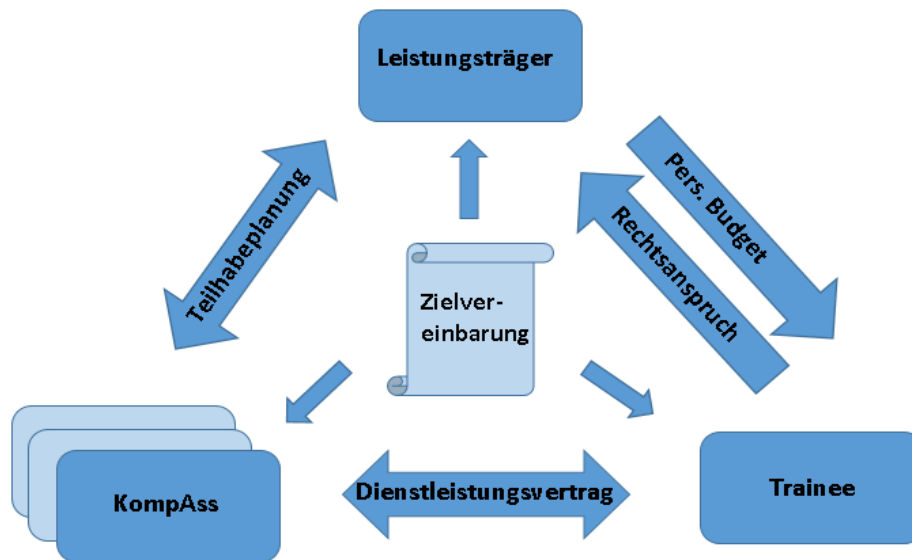 Leistungsträger
Teilhabeplanung
Pers. Budget
Rechtsanspruch
Zielver-
einbarung
KompAss
Dienstleistungsvertrag
Trainee